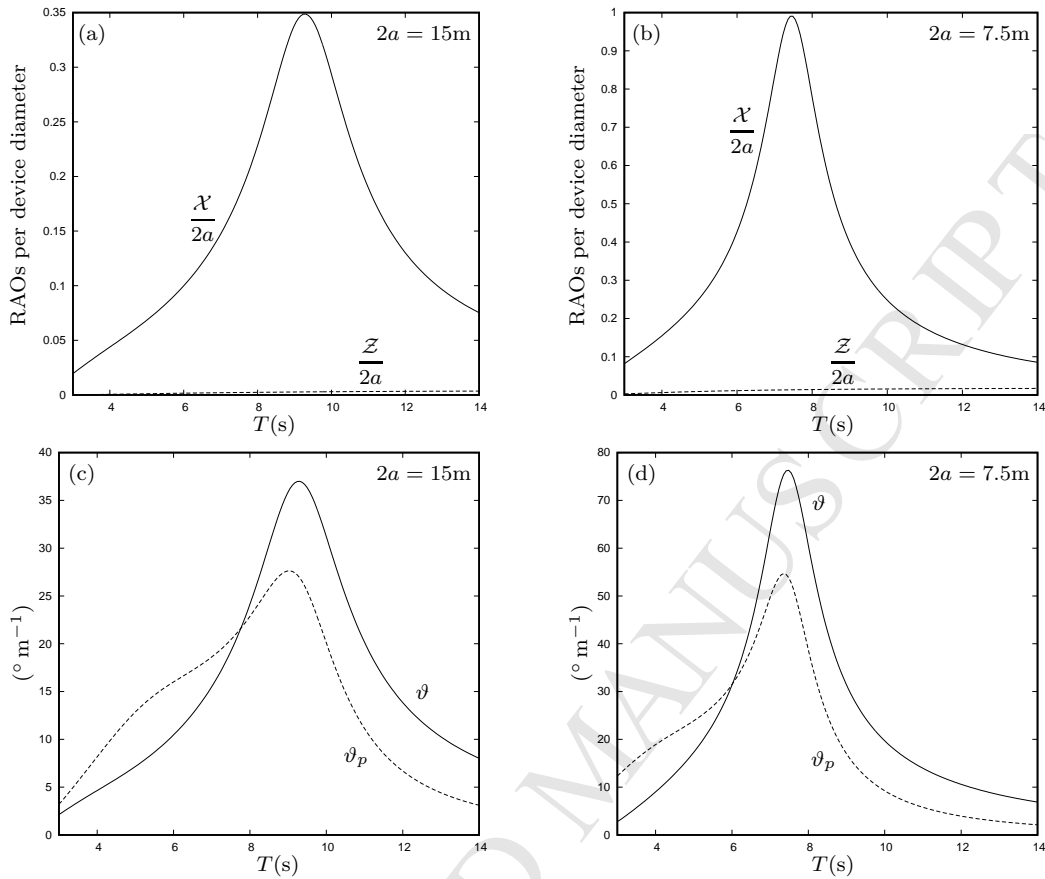 (a) 2a = 15m
RAOs per device diameter
0.35
0.3
0.25
0.2
0.15
0.1
0.05
0
𝒳
2a
𝒵
2a
4 6 8 10 12 14
T(s)
(b) 2a = 7.5m
RAOs per device diameter
1
0.9
0.8
0.7
0.6
0.5
0.4
0.3
0.2
0.1
0
𝒳
2a
𝒵
2a
4 6 8 10 12 14
T(s)
(c) 2a = 15m
(° m⁻¹)
40
35
30
25
20
15
10
5
0
ϑ
ϑₚ
4 6 8 10 12 14
T(s)
(d) 2a = 7.5m
(° m⁻¹)
80
70
60
50
40
30
20
10
0
ϑ
ϑₚ
4 6 8 10 12 14
T(s)
D MANUSCRIPT